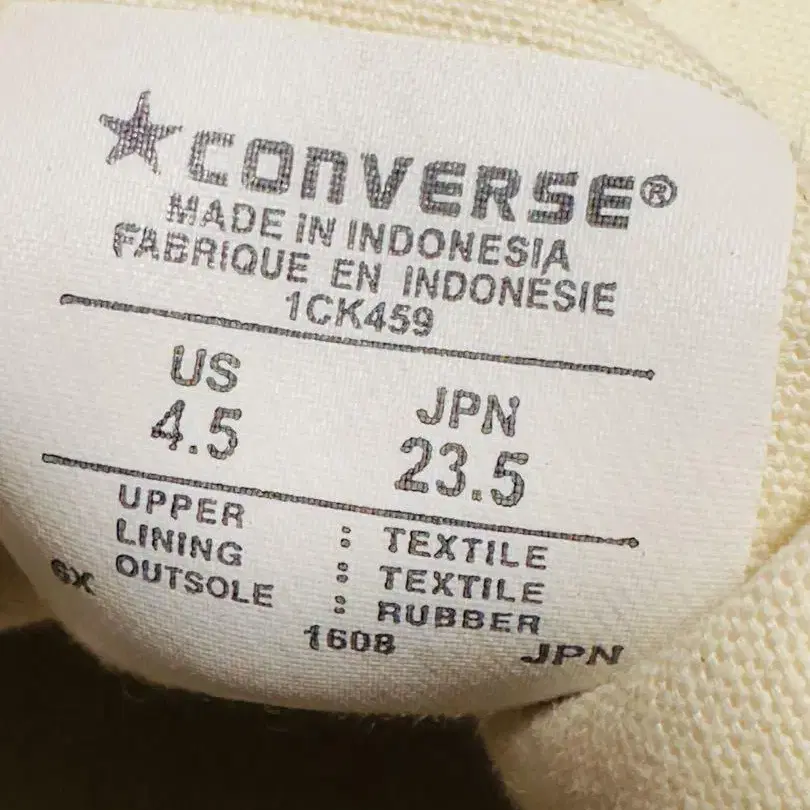 CONVERSE®
MADE IN INDONESIA
FABRIQUE EN INDONESIE
1CK459
US JPN
4.5 23.5
UPPER : TEXTILE
LINING : TEXTILE
OUTSOLE : RUBBER
6X 1608 JPN